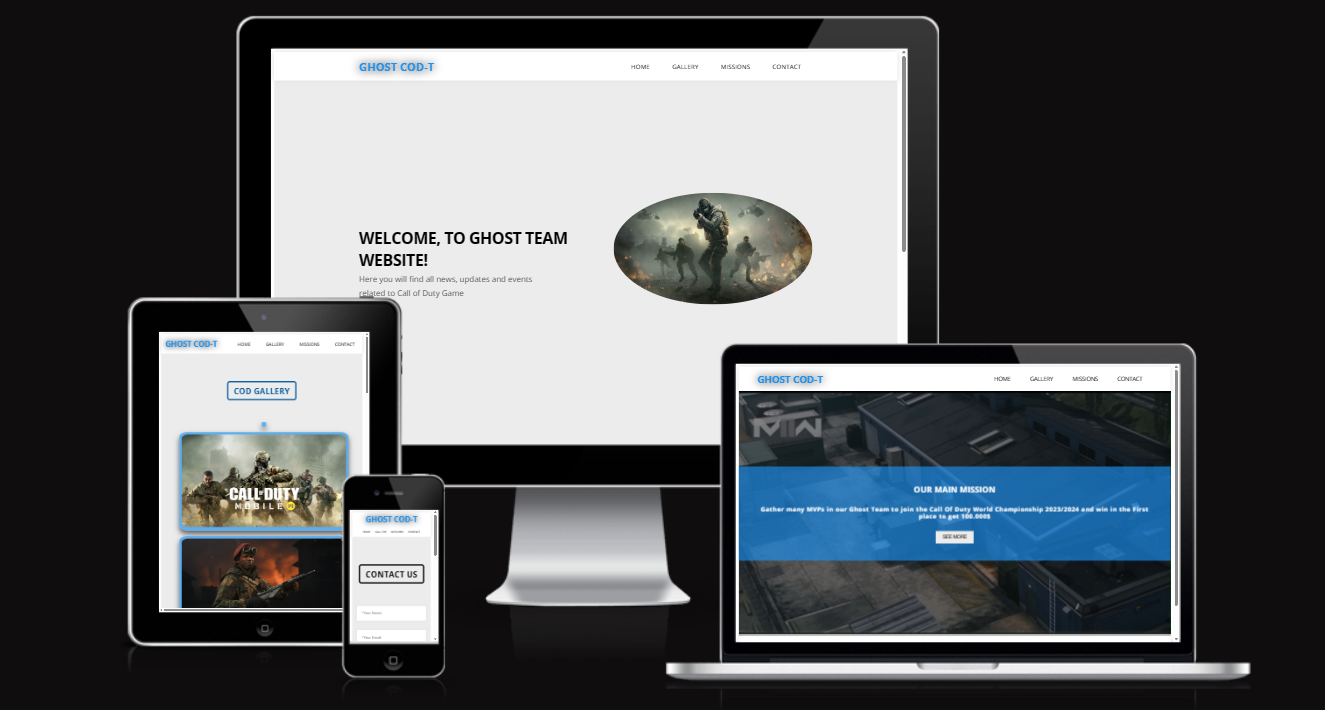 GHOST COD-T
HOME GALLERY MISSIONS CONTACT
WELCOME, TO GHOST TEAM
WEBSITE!
Here you will find all news, updates and events
related to Call of Duty Game
GHOST COD-T
HOME GALLERY MISSIONS CONTACT
COD GALLERY
CALL OF DUTY
MOBILE
GHOST COD-T
HOME GALLERY MISSIONS CONTACT
CONTACT US
Your Name
Your Email
GHOST COD-T
HOME GALLERY MISSIONS CONTACT
MW
OUR MAIN MISSION
Gather many MVPs in our Ghost Team to join the Call Of Duty World Championship 2023/2024 and win in the First
place to get 100.000$
SEE MORE